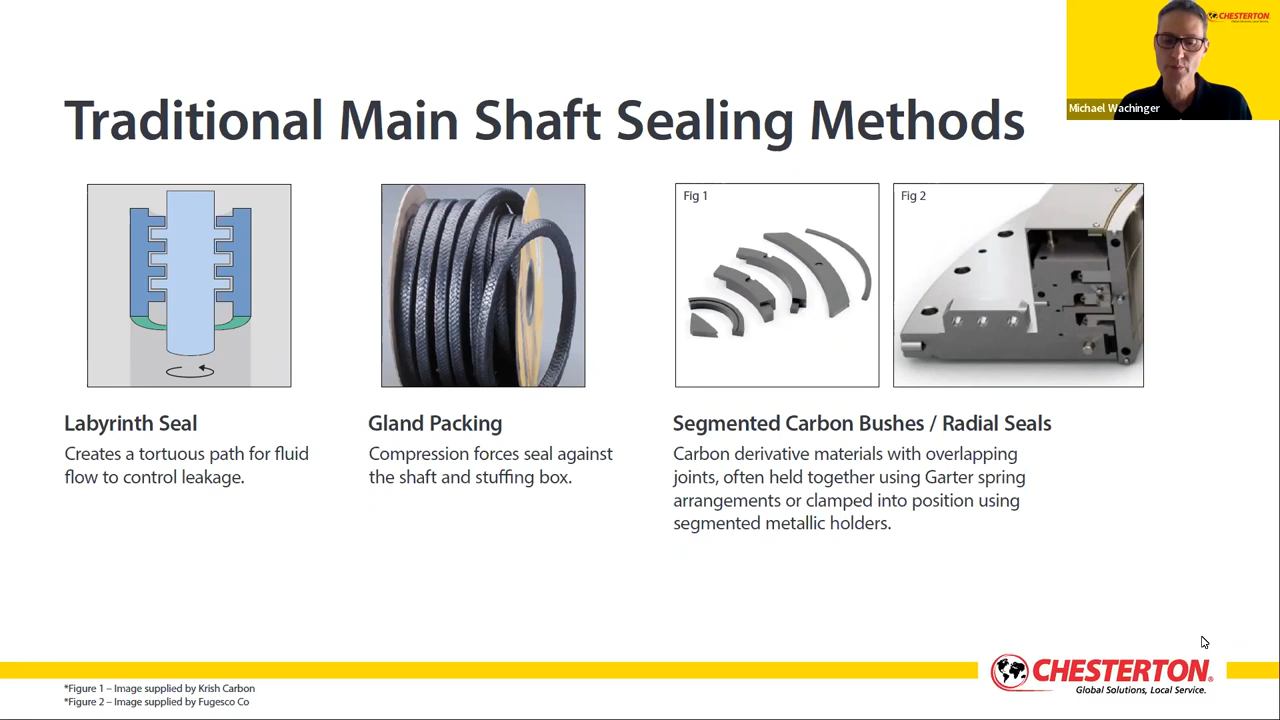 CHESTERTON
Michael Wachinger
Traditional Main Shaft Sealing Methods
Fig 1
Fig 2
Labyrinth Seal
Creates a tortuous path for fluid
flow to control leakage.
Gland Packing
Compression forces seal against
the shaft and stuffing box.
Segmented Carbon Bushes / Radial Seals
Carbon derivative materials with overlapping
joints, often held together using Garter spring
arrangements or clamped into position using
segmented metallic holders.
*Figure 1 – Image supplied by Krish Carbon
*Figure 2 – Image supplied by Fugesco Co
CHESTERTON®
Global Solutions, Local Service.